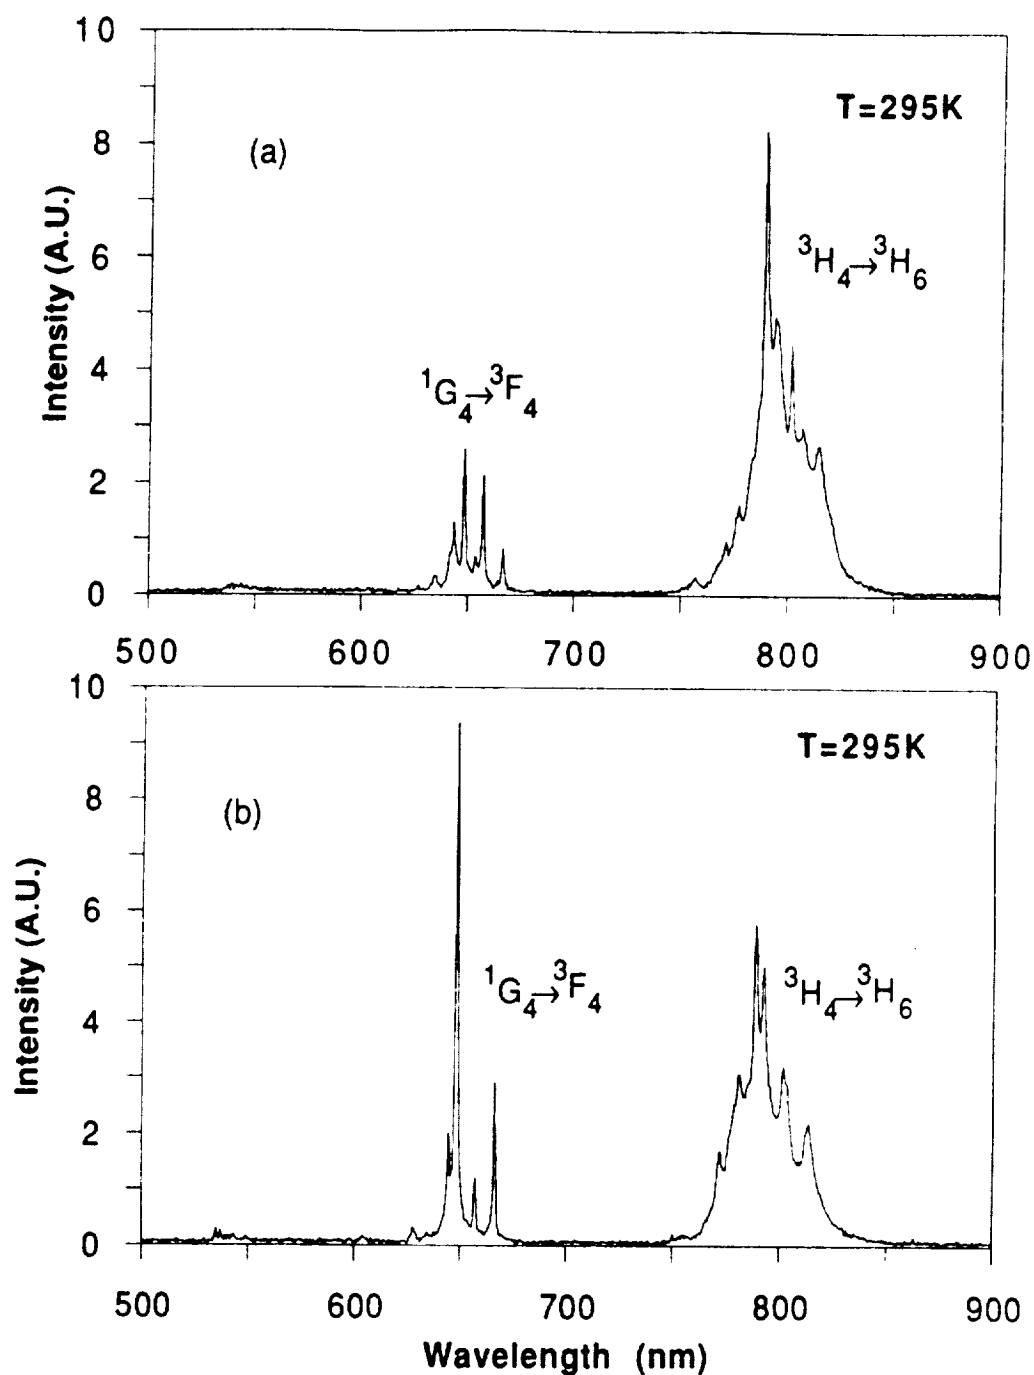 10
8
6
4
2
0
Intensity (A.U.)
(a)
T=295K
¹G₄→³F₄
³H₄→³H₆
500 600 700 800 900
10
8
6
4
2
0
Intensity (A.U.)
(b)
T=295K
¹G₄→³F₄
³H₄→³H₆
500 600 700 800 900
Wavelength (nm)